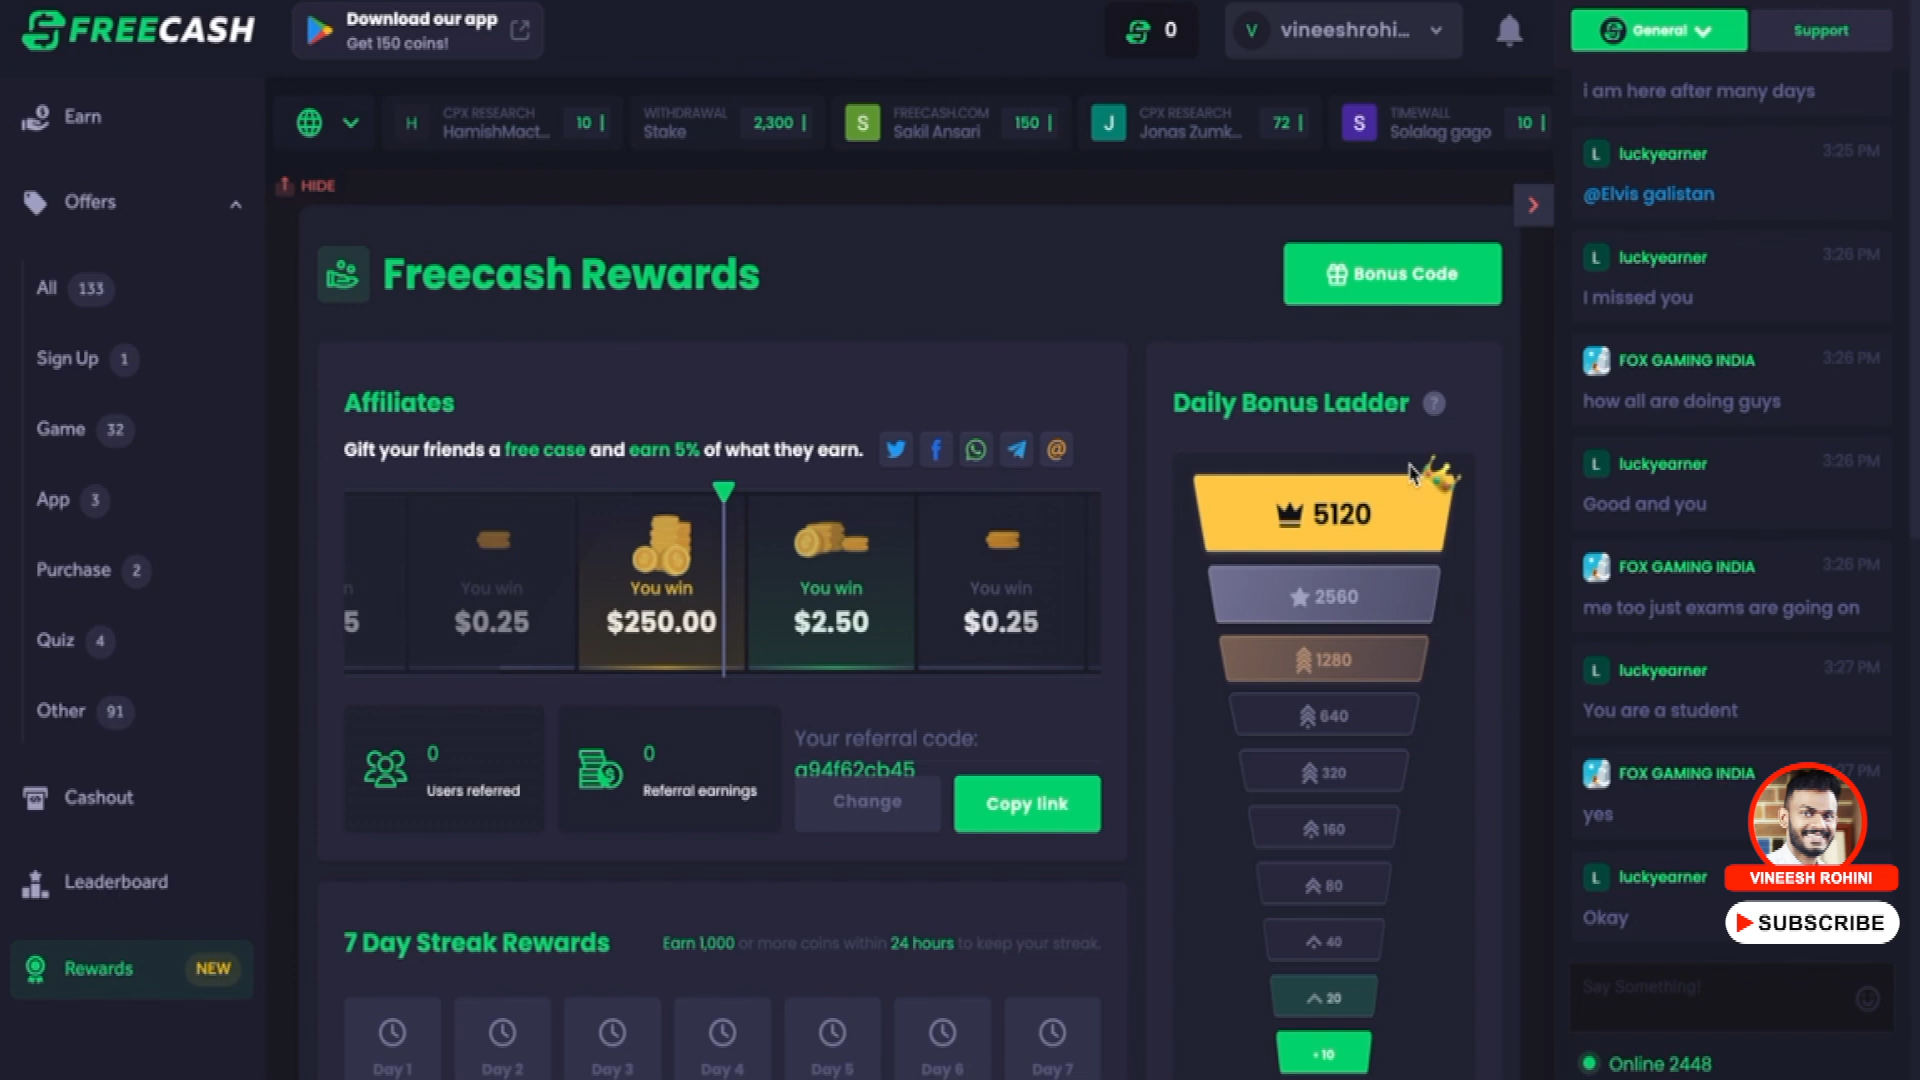 FREECASH
Download our app
Get 150 coins!
0
V vineeshrohi...
General
Support
Earn
Offers
All 133
Sign Up 1
Game 32
App 3
Purchase 2
Quiz 4
Other 91
Cashout
Leaderboard
Rewards NEW
H
CPX RESEARCH
HamishMact...
10
WITHDRAWAL
Stake
2,300
S
FREECASH.COM
Sakil Ansari
150
J
CPX RESEARCH
Jonas Zumk...
72
S
TIMEWALL
Solalag gago
10
HIDE
Freecash Rewards
Bonus Code
Affiliates
Gift your friends a free case and earn 5% of what they earn.
n
5
You win
$0.25
You win
$250.00
You win
$2.50
You win
$0.25
0
Users referred
0
Referral earnings
Your referral code:
a94f62cb45
Change
Copy link
7 Day Streak Rewards
Earn 1,000 or more coins within 24 hours to keep your streak.
Day 1
Day 2
Day 3
Day 4
Day 5
Day 6
Day 7
Daily Bonus Ladder ?
5120
2560
1280
640
320
160
80
40
20
10
i am here after many days
L luckyearner 3:25 PM
@Elvis galistan
L luckyearner 3:26 PM
I missed you
FOX GAMING INDIA 3:26 PM
how all are doing guys
L luckyearner 3:26 PM
Good and you
FOX GAMING INDIA 3:26 PM
me too just exams are going on
L luckyearner 3:27 PM
You are a student
FOX GAMING INDIA :27 PM
yes
L luckyearner
Okay
VINEESH ROHINI
SUBSCRIBE
Say Something!
Online 2448